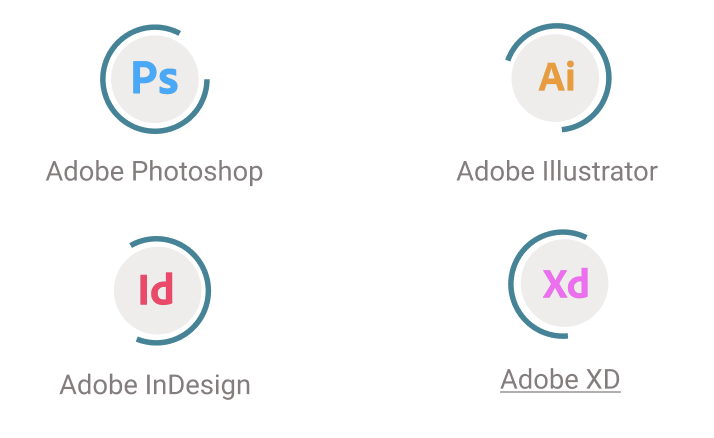 Ps
Ai
Adobe Photoshop
Adobe Illustrator
Id
Xd
Adobe InDesign
Adobe XD